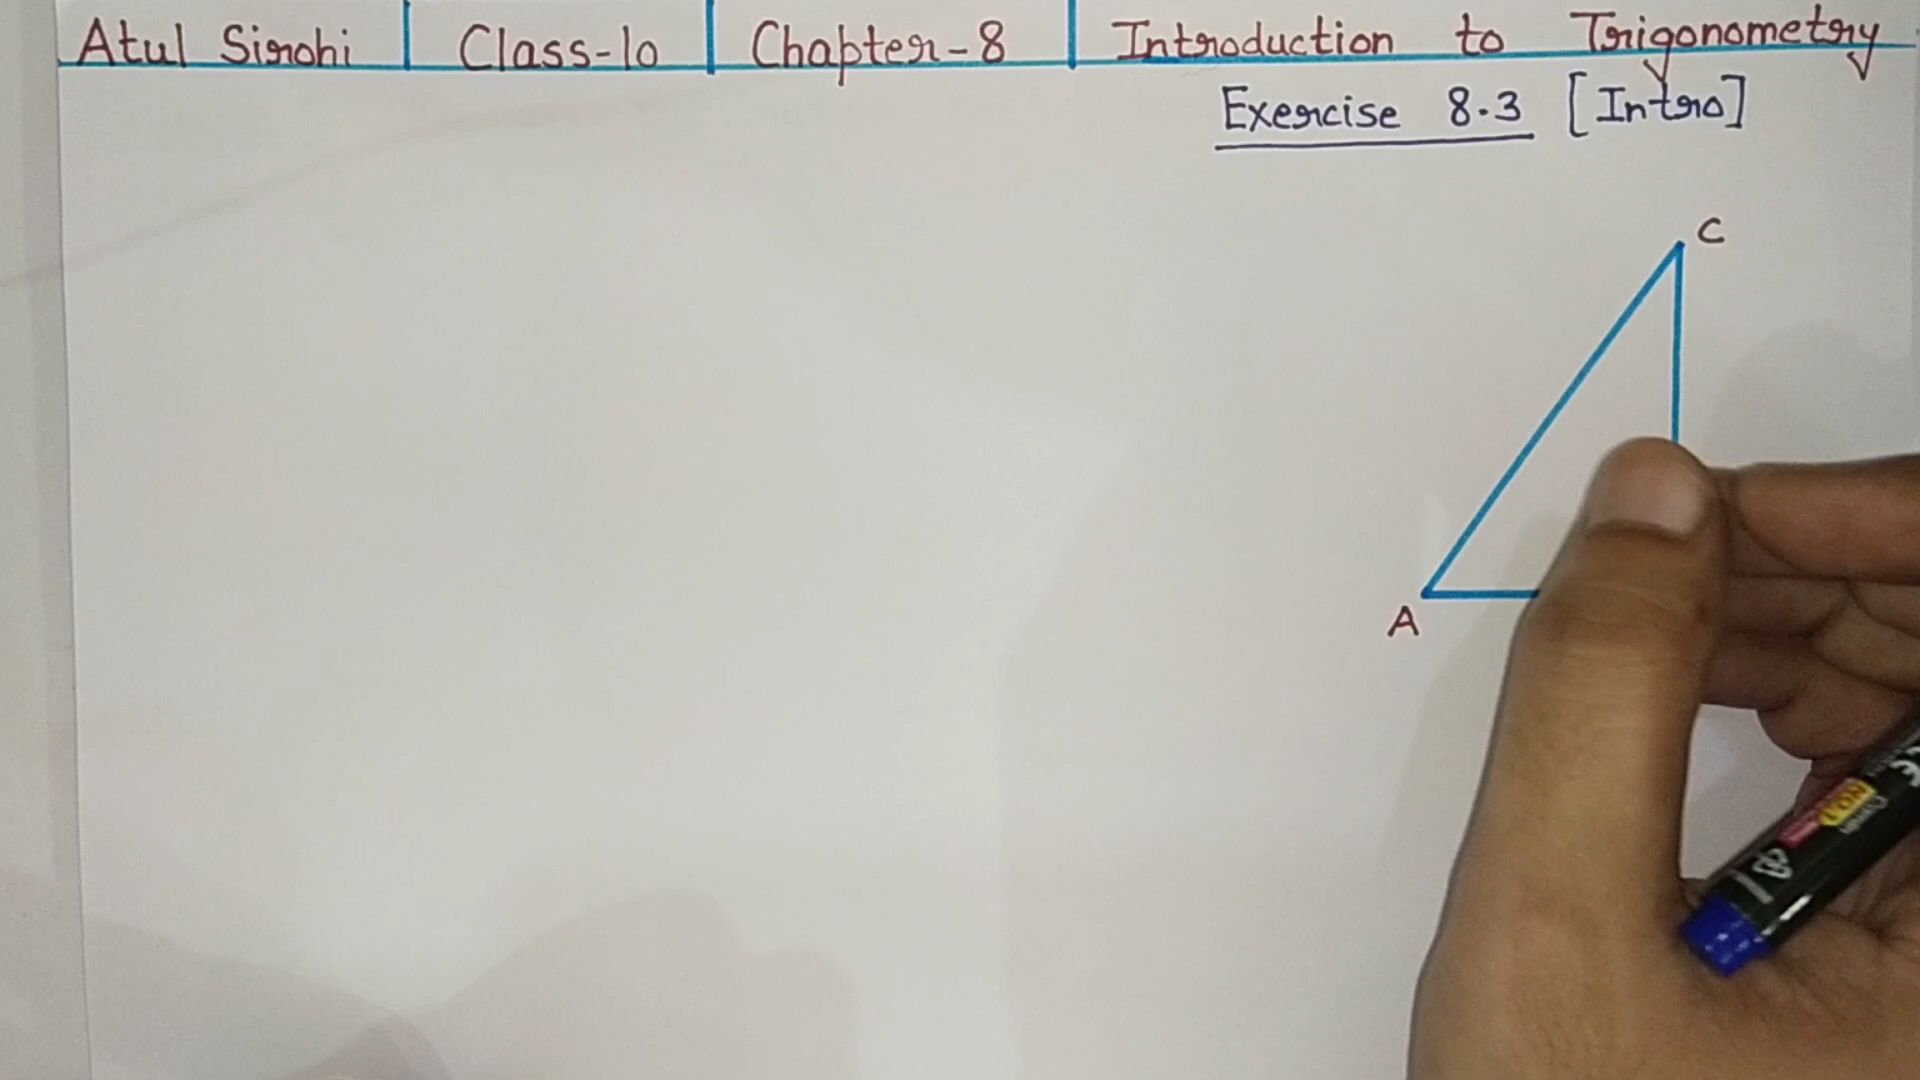 Atul Sirohi | Class-10 | Chapter-8 | Introduction to Trigonometry
Exercise 8.3 [Intro]
C
A